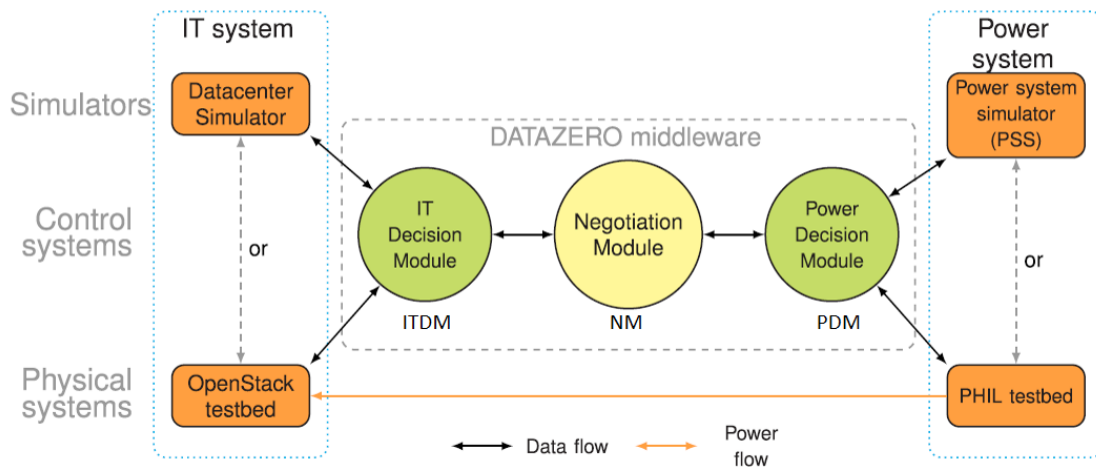 IT system
Power
system
Simulators
Datacenter
Simulator
Power system
simulator
(PSS)
DATAZERO middleware
Control
systems
or
IT
Decision
Module
Negotiation
Module
Power
Decision
Module
or
ITDM
NM
PDM
Physical
systems
OpenStack
testbed
PHIL testbed
Data flow
Power
flow